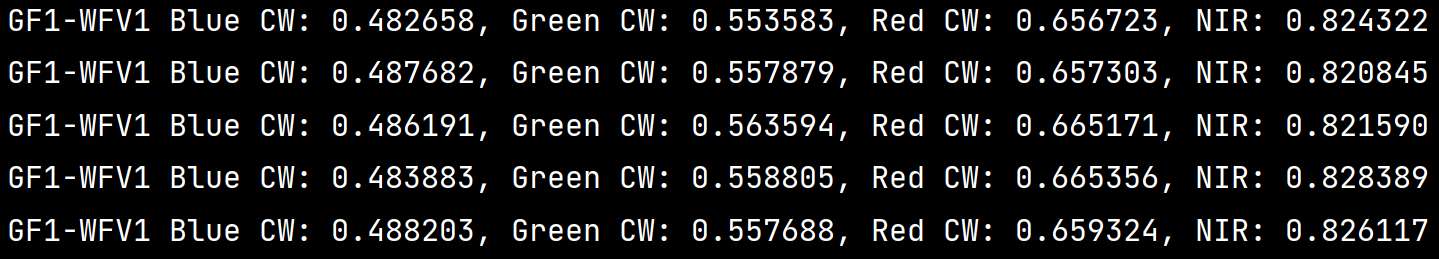 GF1-WFV1 Blue CW: 0.482658, Green CW: 0.553583, Red CW: 0.656723, NIR: 0.824322
GF1-WFV1 Blue CW: 0.487682, Green CW: 0.557879, Red CW: 0.657303, NIR: 0.820845
GF1-WFV1 Blue CW: 0.486191, Green CW: 0.563594, Red CW: 0.665171, NIR: 0.821590
GF1-WFV1 Blue CW: 0.483883, Green CW: 0.558805, Red CW: 0.665356, NIR: 0.828389
GF1-WFV1 Blue CW: 0.488203, Green CW: 0.557688, Red CW: 0.659324, NIR: 0.826117